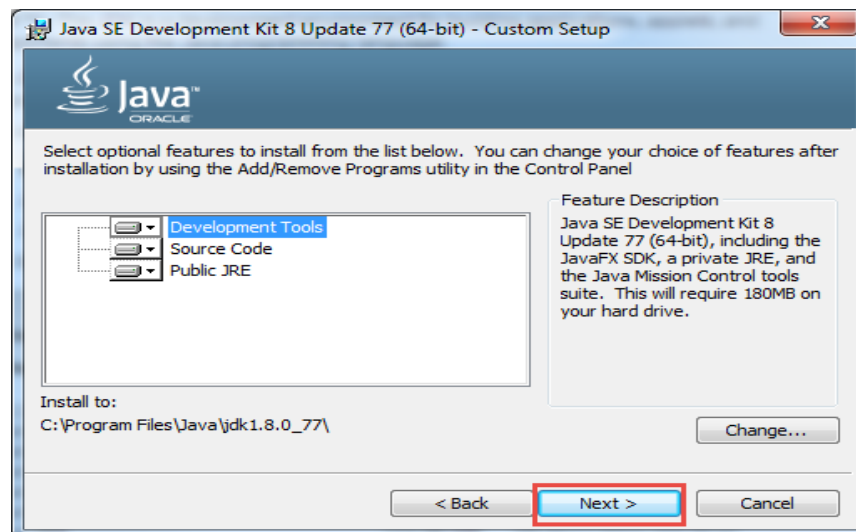 Java SE Development Kit 8 Update 77 (64-bit) - Custom Setup
Java™
ORACLE
Select optional features to install from the list below. You can change your choice of features after
installation by using the Add/Remove Programs utility in the Control Panel
Development Tools
Source Code
Public JRE
Feature Description
Java SE Development Kit 8
Update 77 (64-bit), including the
JavaFX SDK, a private JRE, and
the Java Mission Control tools
suite. This will require 180MB on
your hard drive.
Install to:
C:\Program Files\Java\jdk1.8.0_77\
Change...
< Back
Next >
Cancel